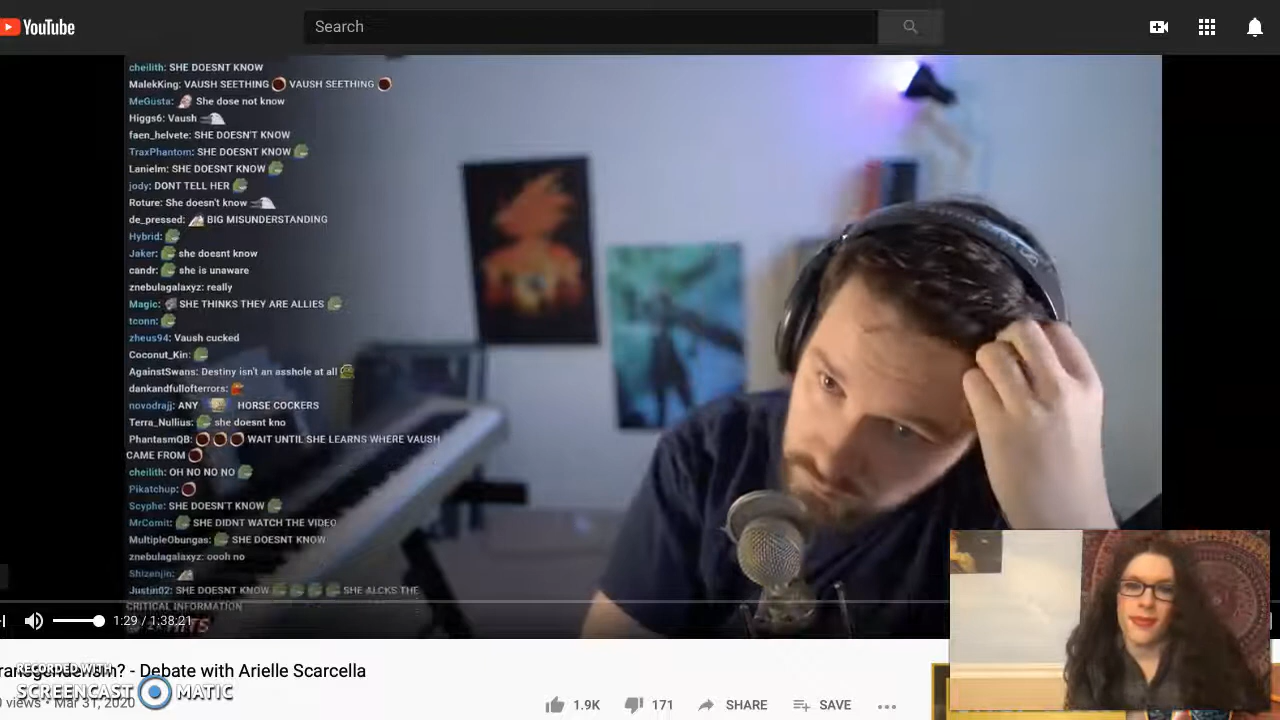 YouTube
Search
cheilith: SHE DOESNT KNOW
MalekKing: VAUSH SEETHING VAUSH SEETHING
MeGusta: She dose not know
Higgs6: Vaush
faen_helvete: SHE DOESN'T KNOW
TraxPhantom: SHE DOESNT KNOW
Lanielm: SHE DOESNT KNOW
jody: DONT TELL HER
Roture: She doesn't know
de_pressed: BIG MISUNDERSTANDING
Hybrid:
Jaker: she doesnt know
candr: she is unaware
znebulagalaxyz: really
Magic: SHE THINKS THEY ARE ALLIES
tconn:
zheus94: Vaush cucked
Coconut_Kin:
AgainstSwans: Destiny isn't an asshole at all
dankandfullofterrors:
novodrajj: ANY HORSE COCKERS
Terra_Nullius: she doesnt kno
PhantasmQB: WAIT UNTIL SHE LEARNS WHERE VAUSH
CAME FROM
cheilith: OH NO NO NO
Pikatchup:
Scyphe: SHE DOESN'T KNOW
MrComit: SHE DIDNT WATCH THE VIDEO
MultipleObungas: SHE DOESNT KNOW
znebulagalaxyz: oooh no
Shizenjin:
Justin02: SHE DOESNT KNOW SHE ALCKS THE
CRITICAL INFORMATION
1:29 / 1:38:21
ransgenderism? - Debate with Arielle Scarcella
RECORDED WITH
SCREENCAST MATIC
views • Mar 31, 2020
1.9K 171 SHARE SAVE